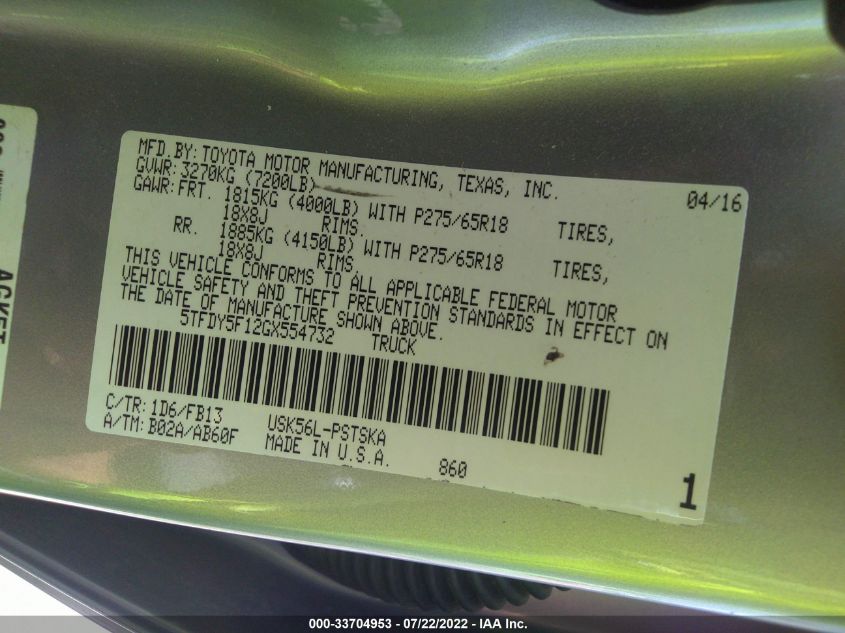 MFD.BY:TOYOTA MOTOR MANUFACTURING, TEXAS, INC. 04/16
GVWR:3270KG (7200LB)
GAWR:FRT. 1815KG (4000LB) WITH P275/65R18 TIRES,
18X8J RIMS.
RR. 1885KG (4150LB) WITH P275/65R18 TIRES,
18X8J RIMS.
THIS VEHICLE CONFORMS TO ALL APPLICABLE FEDERAL MOTOR
VEHICLE SAFETY AND THEFT PREVENTION STANDARDS IN EFFECT ON
THE DATE OF MANUFACTURE SHOWN ABOVE.
5TFDY5F12GX554732 TRUCK
C/TR:1D6/FB13 USK56L-PSTSKA
A/TM:B02A/AB60F MADE IN U.S.A. 860
1
000-33704953 - 07/22/2022 - IAA Inc.